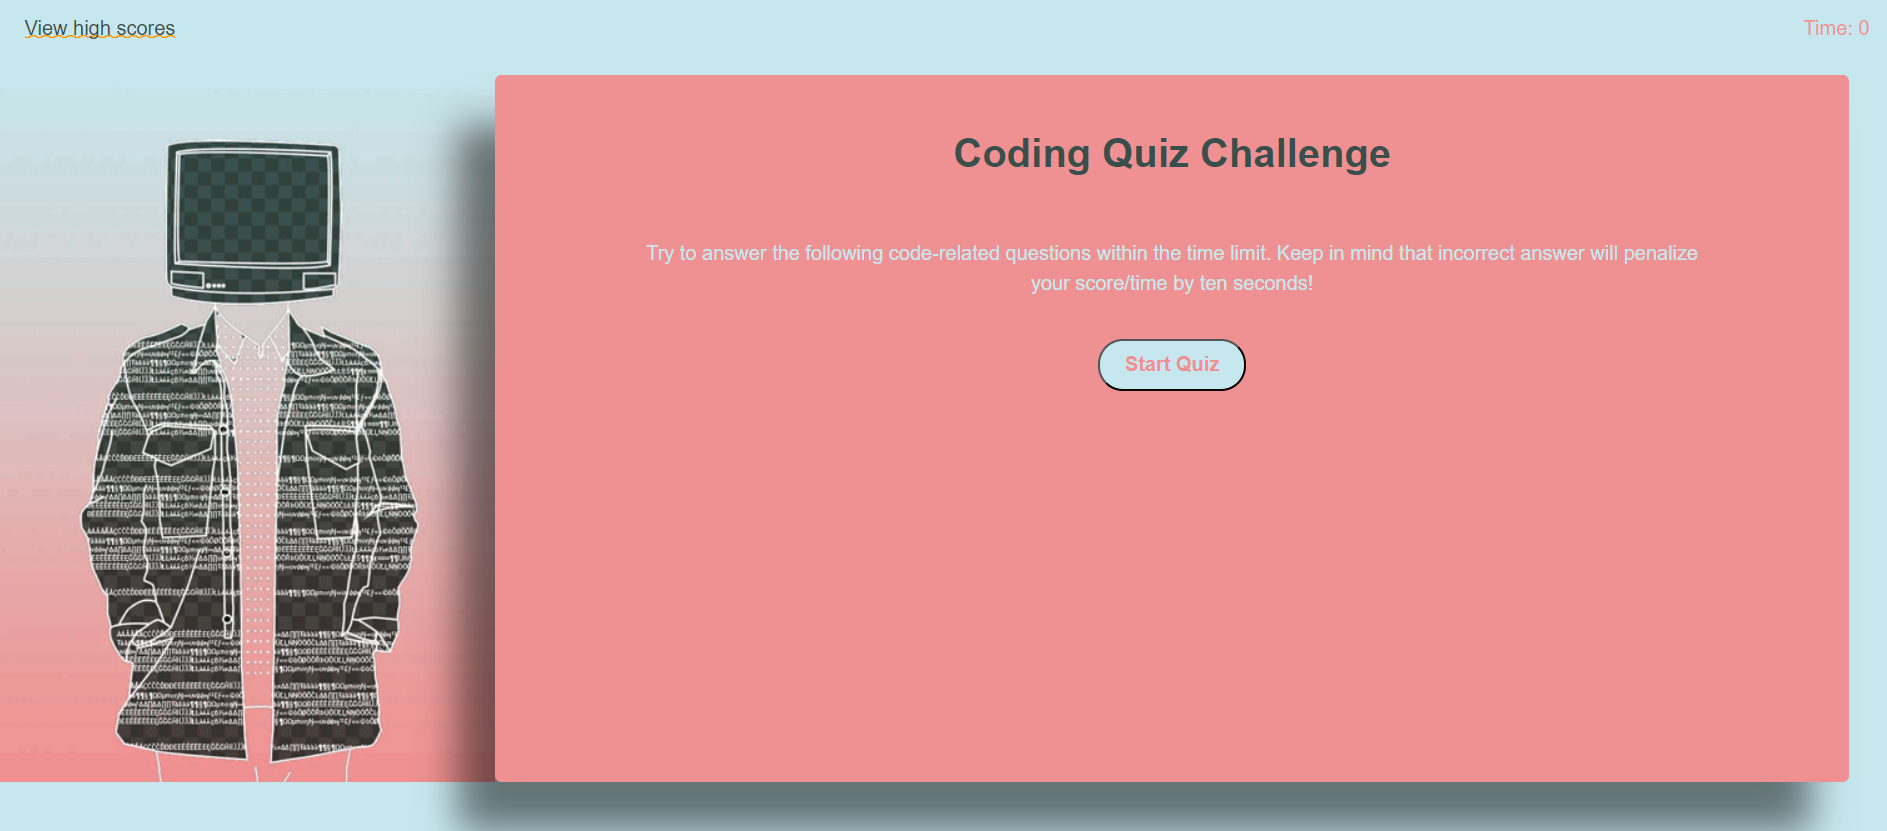 View high scores
Time: 0
Coding Quiz Challenge
Try to answer the following code-related questions within the time limit. Keep in mind that incorrect answer will penalize
your score/time by ten seconds!
Start Quiz